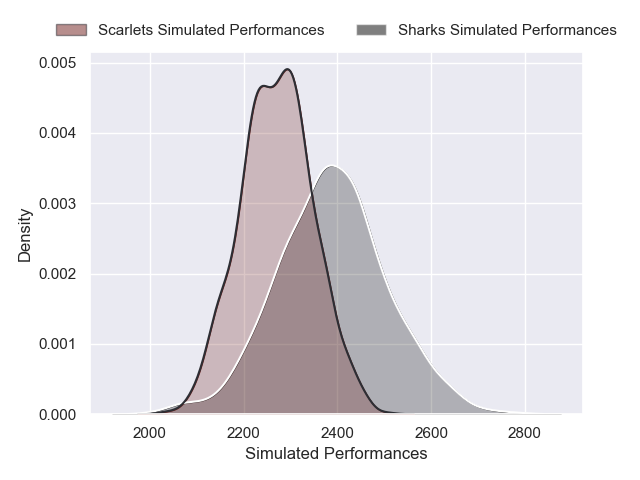 Scarlets Simulated Performances
Sharks Simulated Performances
0.005
0.004
0.003
0.002
0.001
0.000
Density
2000
2200
2400
2600
2800
Simulated Performances